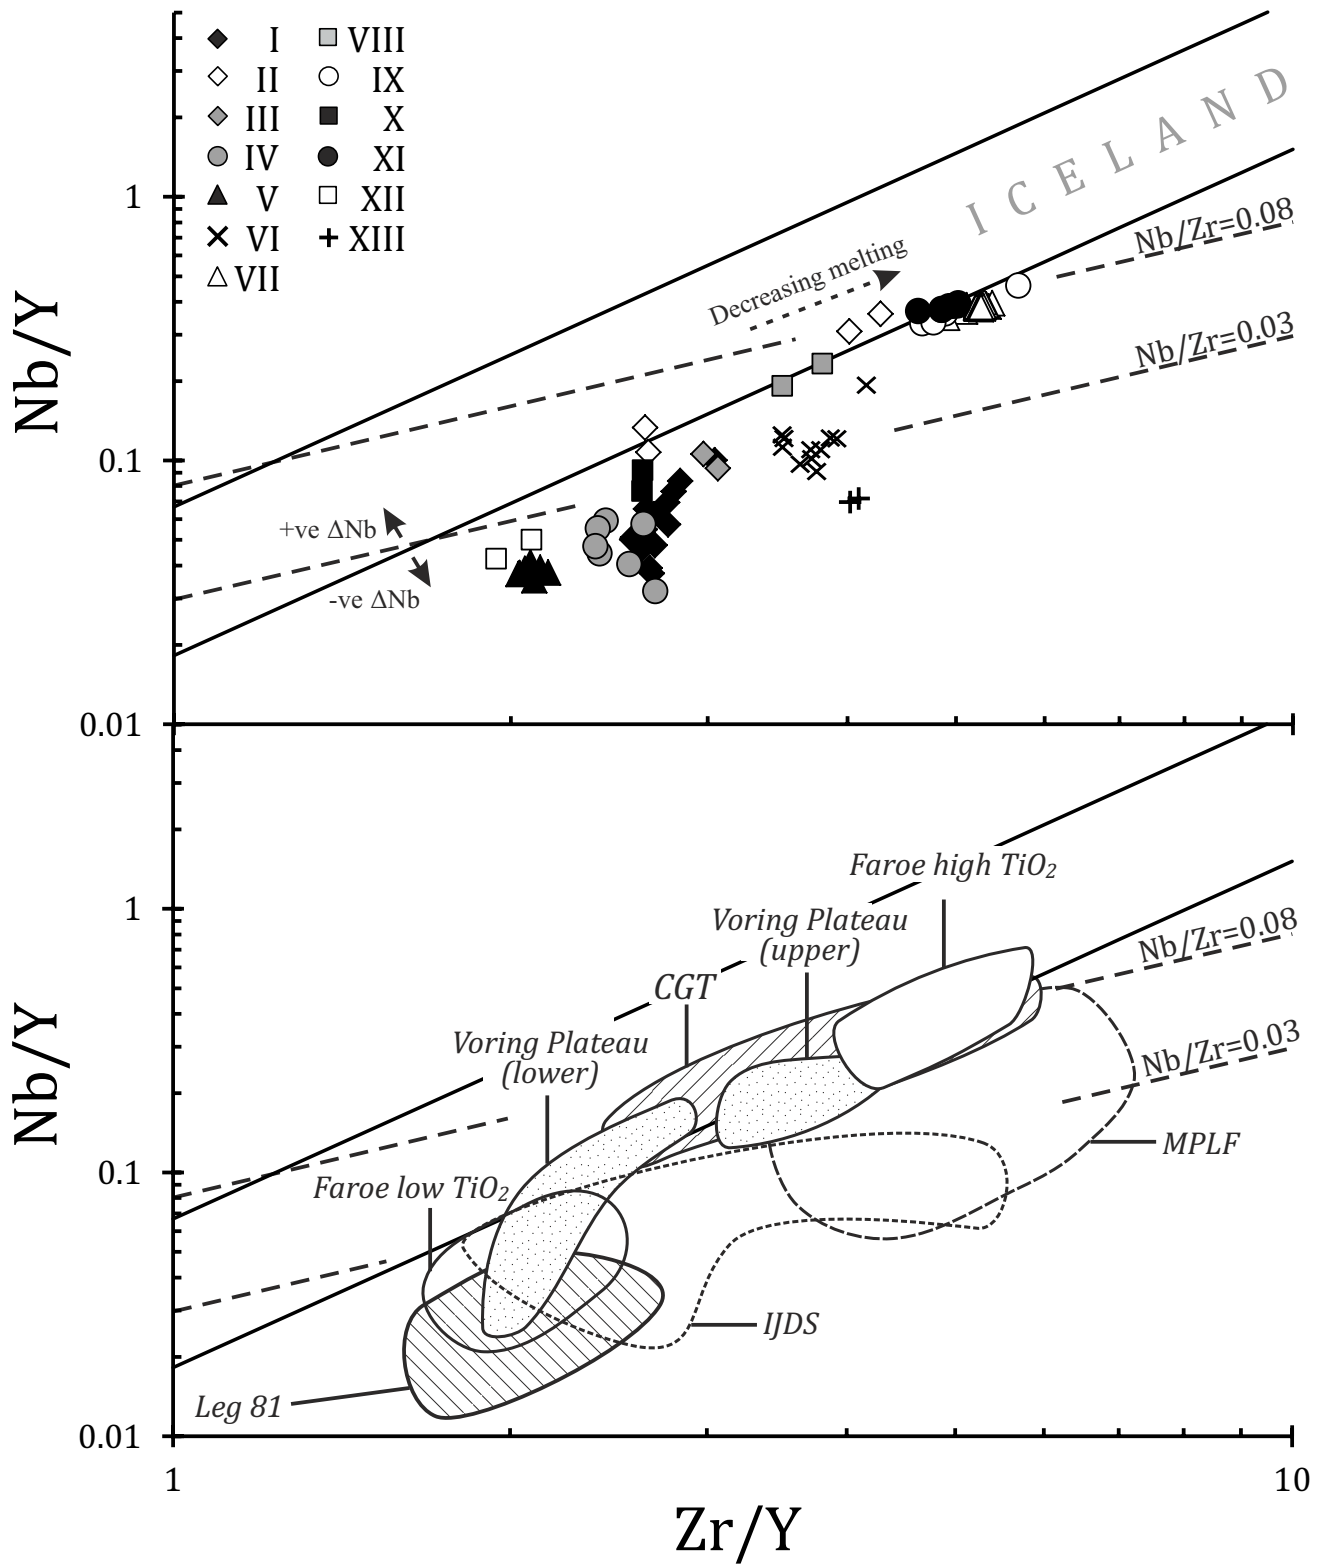 I
II
III
IV
V
VI
VII
VIII
IX
X
XI
XII
XIII
ICELAND
Nb/Zr=0.08
Decreasing melting
Nb/Zr=0.03
+ve ΔNb
-ve ΔNb
1
0.1
0.01
Nb/Y
Faroe high TiO₂
Voring Plateau
(upper)
CGT
Voring Plateau
(lower)
Faroe low TiO₂
Nb/Zr=0.08
Nb/Zr=0.03
MPLF
IJDS
Leg 81
1
0.1
0.01
Nb/Y
1
10
Zr/Y